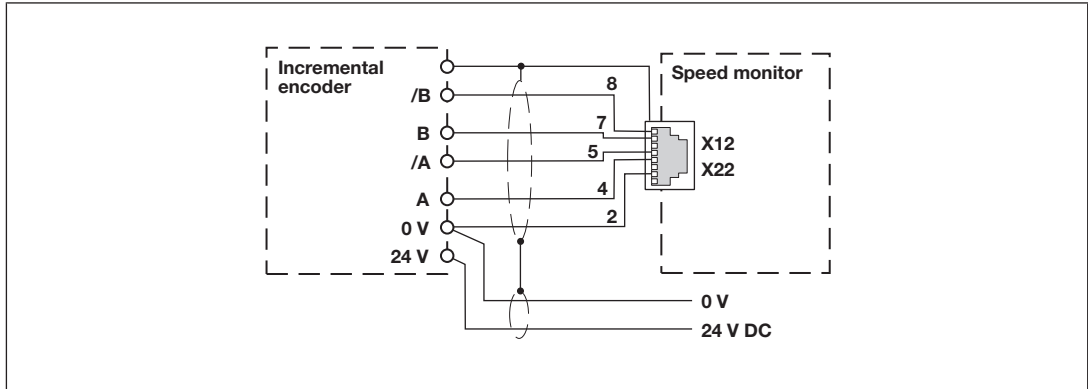 Incremental
encoder
Speed monitor
/B
8
B
7
X12
/A
5
X22
A
4
0 V
2
24 V
0 V
24 V DC